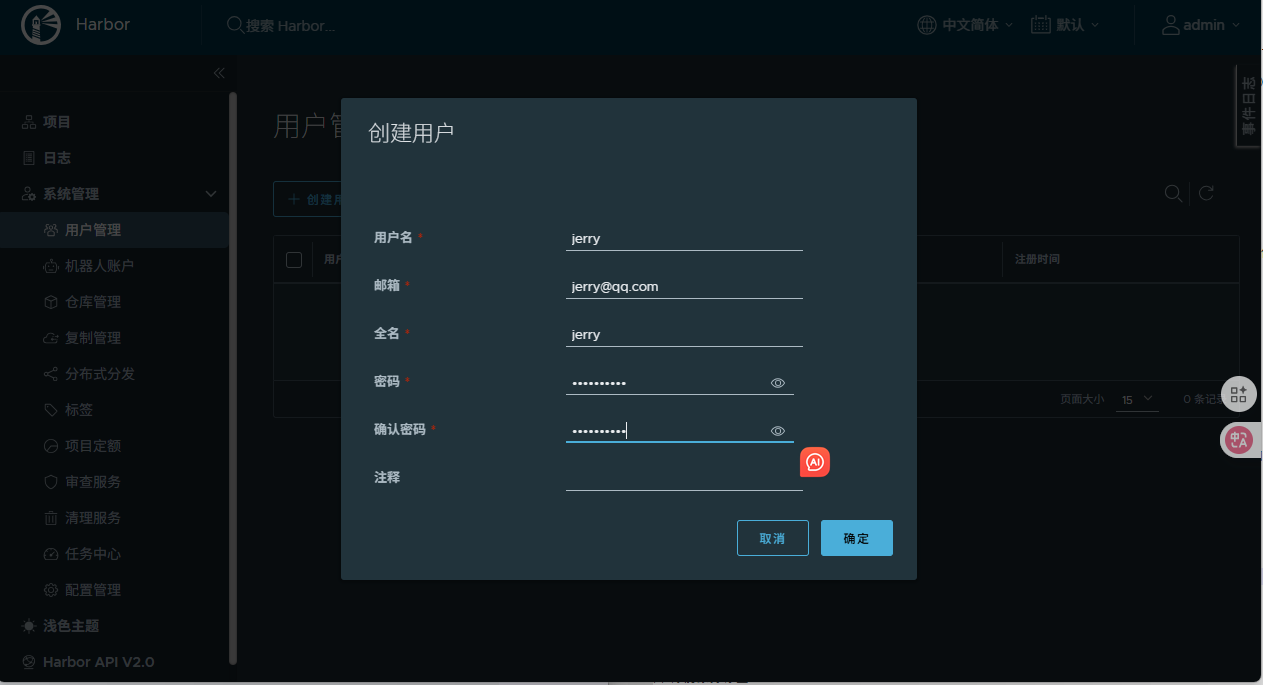 Harbor
搜索 Harbor...
中文简体
默认
admin
事件日志
项目
日志
系统管理
用户管理
机器人账户
仓库管理
复制管理
分布式分发
标签
项目定额
审查服务
清理服务
任务中心
配置管理
浅色主题
Harbor API V2.0
用户管
+ 创建用
用户
注册时间
页面大小 15
0 条记录
创建用户
用户名 *
jerry
邮箱 *
jerry@qq.com
全名 *
jerry
密码 *
••••••••••
确认密码 *
••••••••••
AI
注释
取消
确定